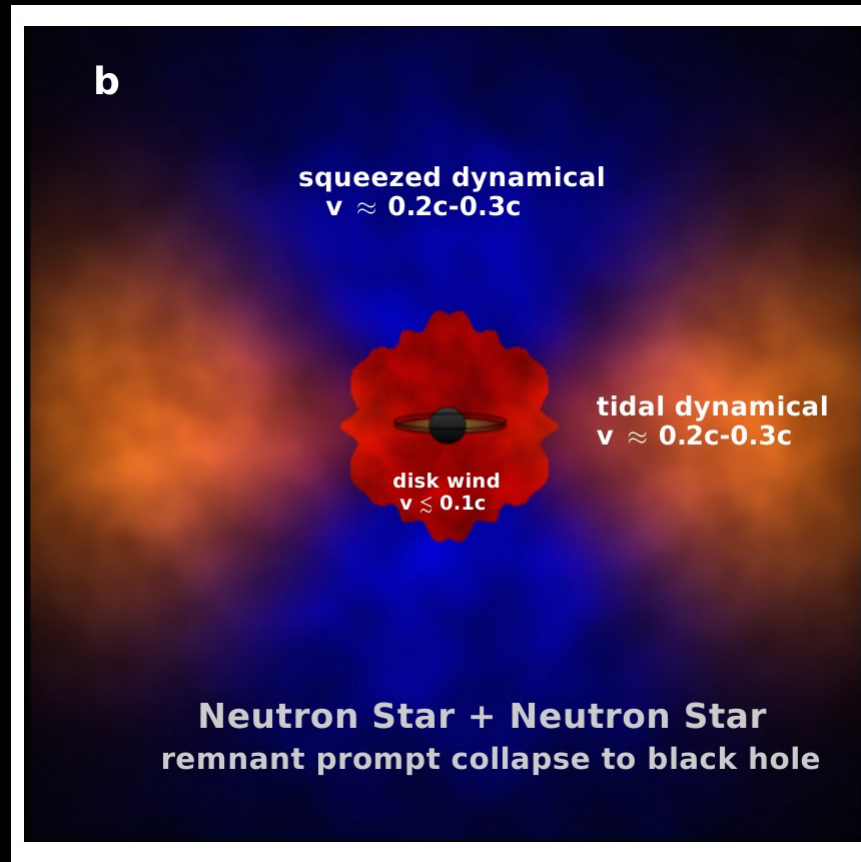 b
squeezed dynamical
v ≈ 0.2c-0.3c
tidal dynamical
v ≈ 0.2c-0.3c
disk wind
v ≲ 0.1c
Neutron Star + Neutron Star
remnant prompt collapse to black hole